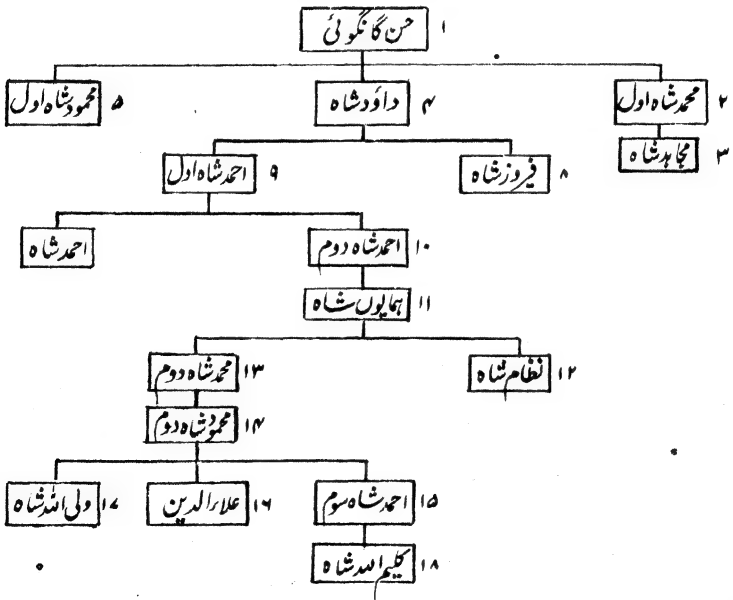 ۱ حسن گانگوئی
۲ محمد شاہ اول
۴ داؤد شاہ
۵ محمود شاہ اول
۳ مجاہد شاہ
۸ فیروز شاہ
۹ احمد شاہ اول
۱۰ احمد شاہ دوم
احمد شاہ
۱۱ ہمایوں شاہ
۱۲ نظام شاہ
۱۳ محمد شاہ دوم
۱۴ محمود شاہ دوم
۱۵ احمد شاہ سوم
۱۶ علاؤالدین
۱۷ ولی اللہ شاہ
۱۸ کلیم اللہ شاہ